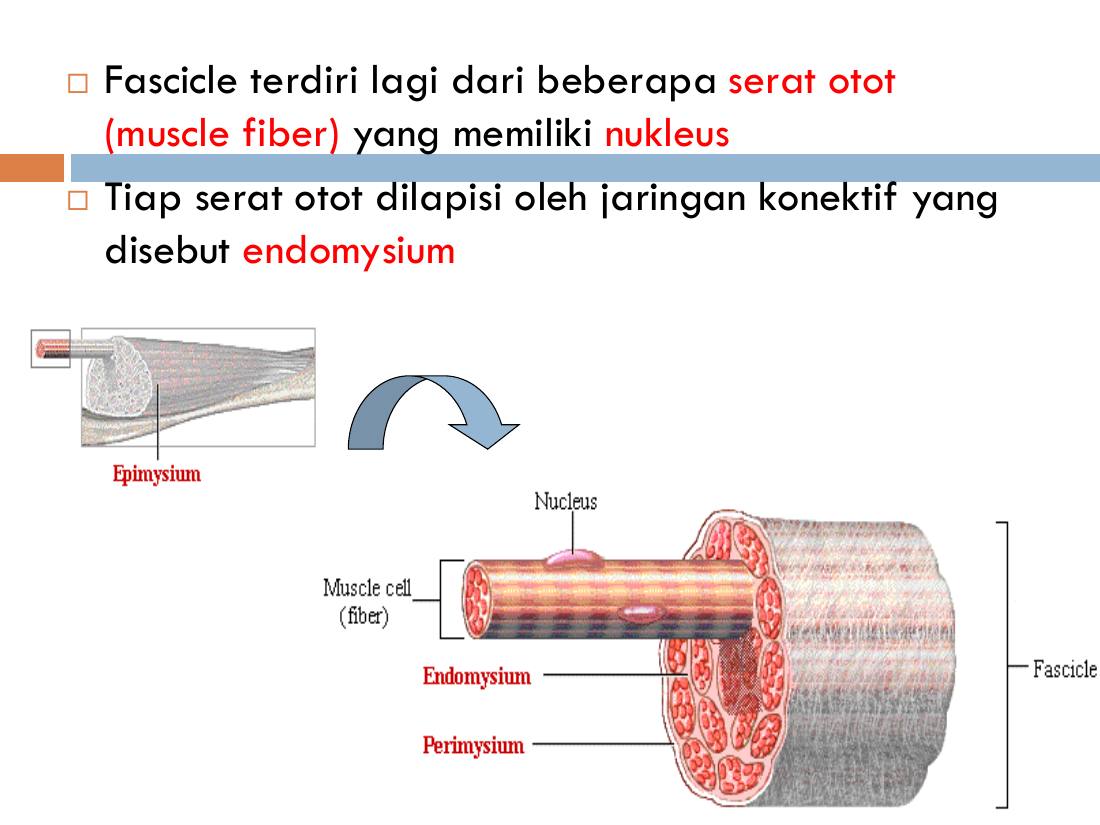 Fascicle terdiri lagi dari beberapa serat otot
(muscle fiber) yang memiliki nukleus
Tiap serat otot dilapisi oleh jaringan konektif yang
disebut endomysium
Epimysium
Nucleus
Muscle cell
(fiber)
Endomysium
Fascicle
Perimysium